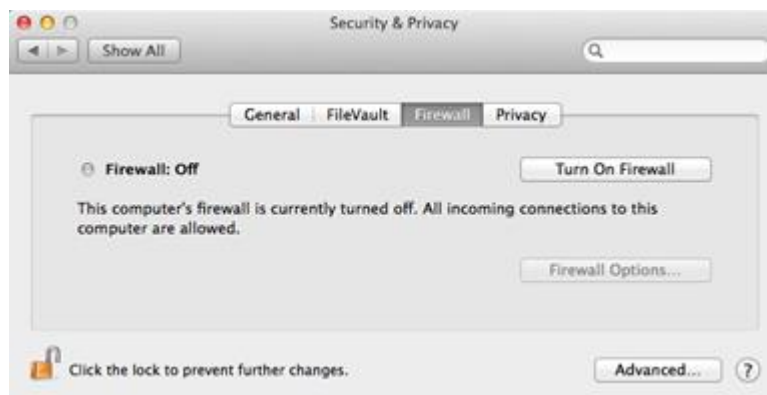 Security & Privacy
Show All
General FileVault Firewall Privacy
Firewall: Off
Turn On Firewall
This computer's firewall is currently turned off. All incoming connections to this
computer are allowed.
Firewall Options...
Click the lock to prevent further changes.
Advanced... ?